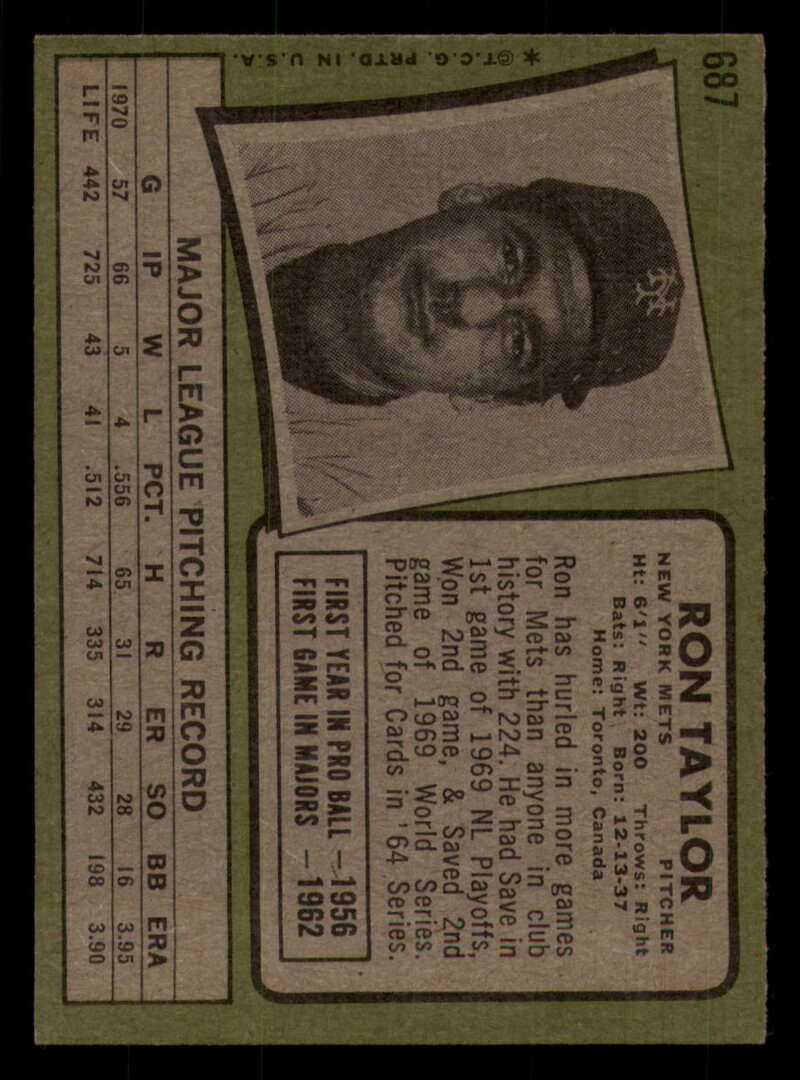 687
*©T.C.G. PRTD. IN U.S.A.
RON TAYLOR
NEW YORK METS PITCHER
Ht: 6'1" Wt: 200 Throws: Right
Bats: Right Born: 12-13-37
Home: Toronto, Canada
Ron has hurled in more games
for Mets than anyone in club
history with 224. He had Save in
1st game of 1969 NL Playoffs,
Won 2nd game, & Saved 2nd
game of 1969 World Series.
Pitched for Cards in '64 Series.
FIRST YEAR IN PRO BALL — 1956
FIRST GAME IN MAJORS — 1962
MAJOR LEAGUE PITCHING RECORD
G IP W L PCT. H R ER SO BB ERA
1970 57 66 5 4 .556 65 31 29 28 16 3.95
LIFE 442 725 43 41 .512 714 335 314 432 198 3.90